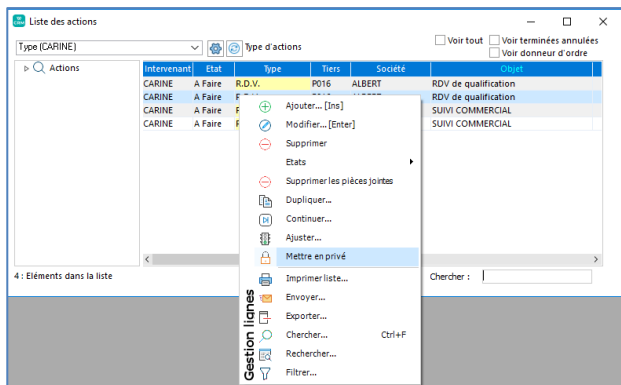 CRM Liste des actions
Type (CARINE) Type d'actions Voir tout Voir terminées annulées
Voir donneur d'ordre
Actions
Intervenant Etat Type Tiers Société Objet
CARINE A Faire R.D.V. P016 ALBERT RDV de qualification
CARINE A Faire RDV de qualification
CARINE A Faire SUIVI COMMERCIAL
CARINE A Faire SUIVI COMMERCIAL
Ajouter... [Ins]
Modifier... [Enter]
Supprimer
Etats
Supprimer les pièces jointes
Dupliquer...
Continuer...
Ajuster...
Mettre en privé
Imprimer liste...
Envoyer...
Exporter...
Chercher... Ctrl+F
Rechercher...
Filtrer...
Gestion lignes
4 : Eléments dans la liste
Chercher :